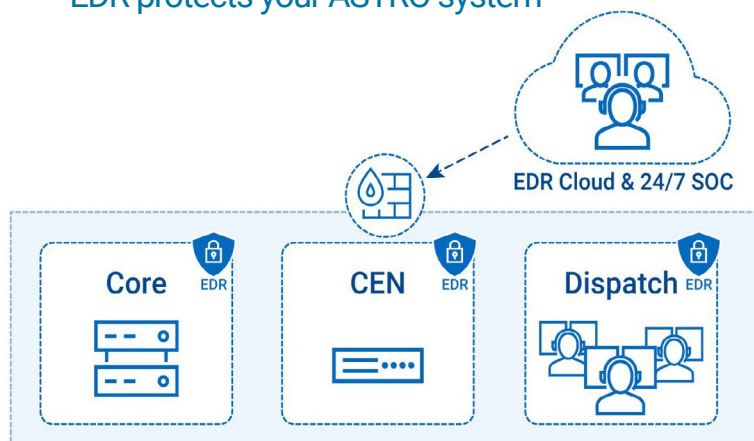 EDR protects your ASTRO system
EDR Cloud & 24/7 SOC
Core
EDR
CEN
EDR
Dispatch
EDR